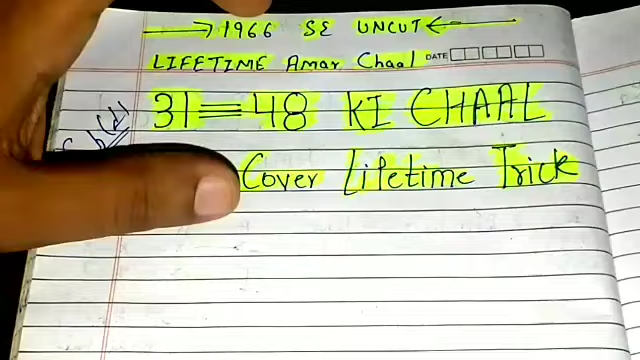 1966 SE UNCUT
LIFETIME Amar Chaal DATE
31=48 KI CHAAL
Cover Lifetime Trick